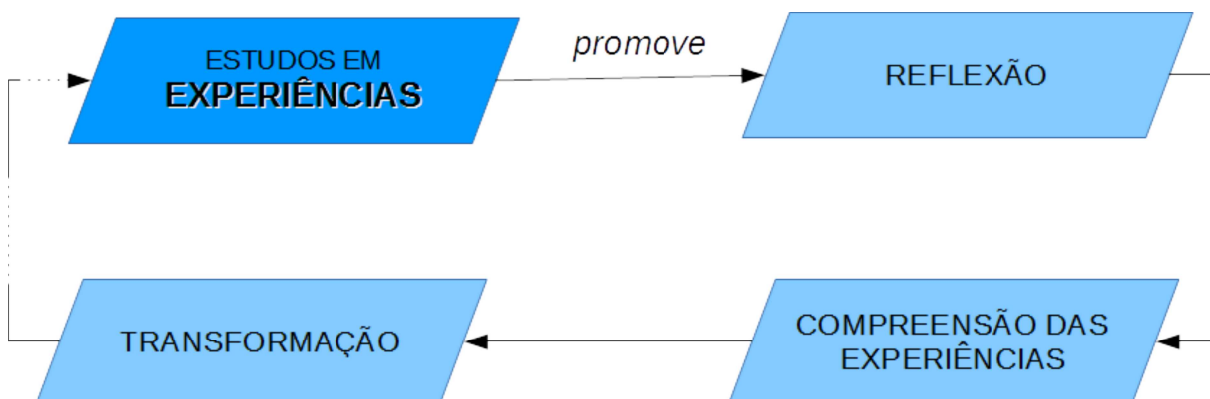 ESTUDOS EM
EXPERIÊNCIAS
promove
REFLEXÃO
TRANSFORMAÇÃO
COMPREENSÃO DAS
EXPERIÊNCIAS